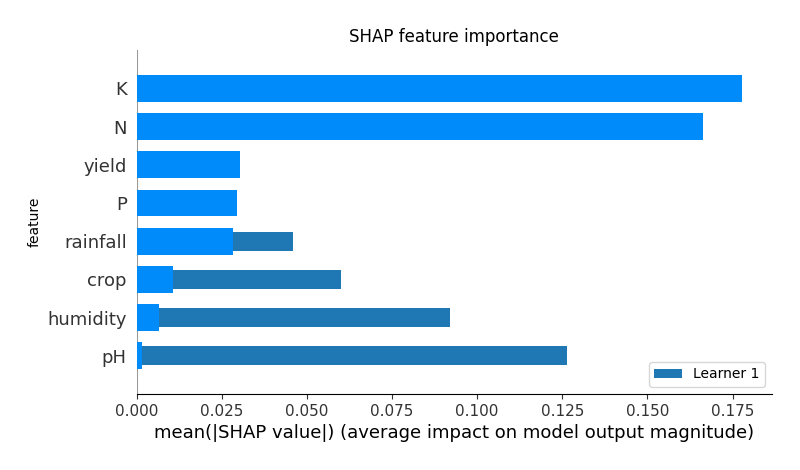 SHAP feature importance
feature
K
N
yield
P
rainfall
crop
humidity
pH
Learner 1
0.000 0.025 0.050 0.075 0.100 0.125 0.150 0.175
mean(|SHAP value|) (average impact on model output magnitude)